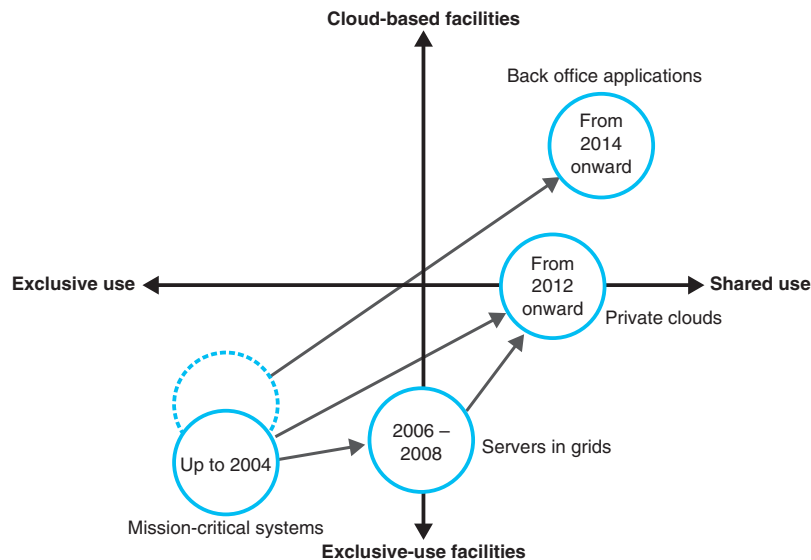 Cloud-based facilities
Back office applications
From
2014
onward
Exclusive use
Shared use
From
2012
onward
Private clouds
Up to 2004
2006 –
2008
Servers in grids
Mission-critical systems
Exclusive-use facilities